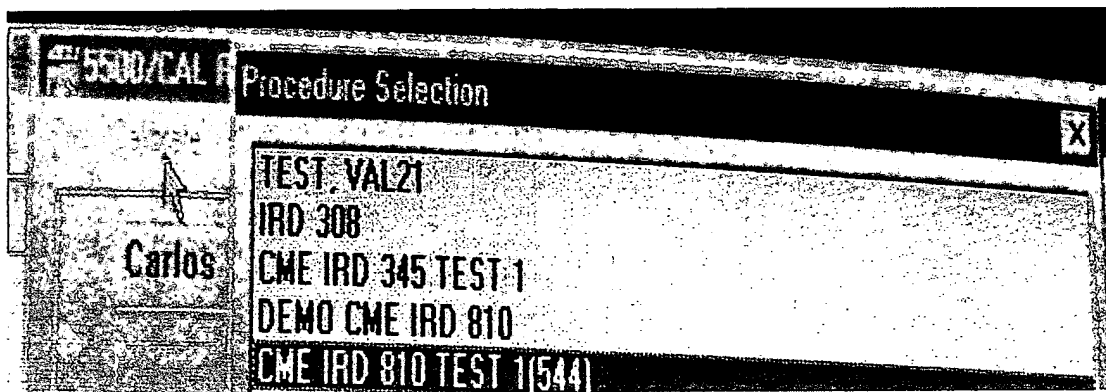 5500/CAL
Procedure Selection
X
TEST, VAL21
IRD 308
Carlos
CME IRD 345 TEST 1
DEMO CME IRD 810
CME IRD 810 TEST 1(544)